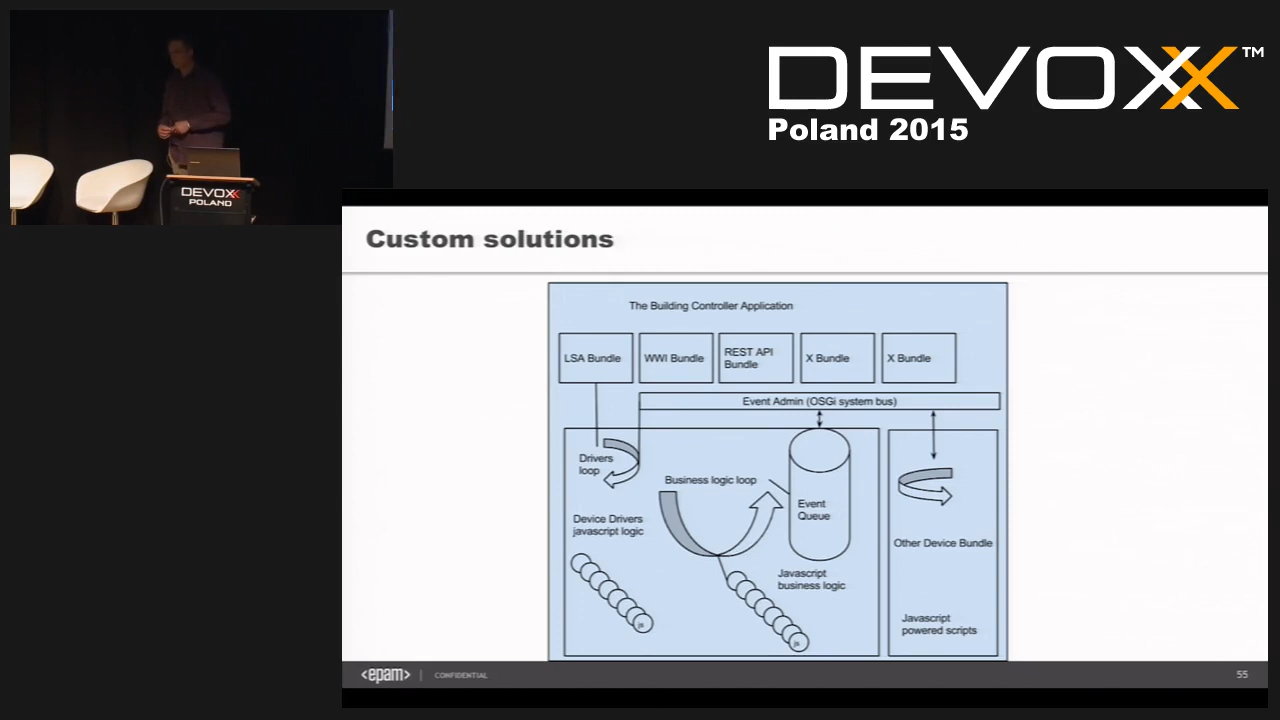 DEVOXX™
Poland 2015
DEVOXX
POLAND
Custom solutions
The Building Controller Application
LSA Bundle
WWI Bundle
REST API
Bundle
X Bundle
X Bundle
Event Admin (OSGi system bus)
Drivers
loop
Business logic loop
Event
Queue
Device Drivers
javascript logic
Other Device Bundle
Javascript
business logic
Javascript
powered scripts
js
js
<epam>
CONFIDENTIAL
55